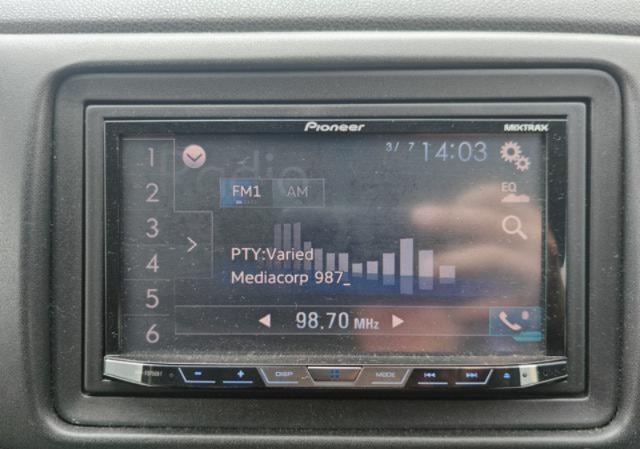 Pioneer
MIXTRAX
3/ 7 14:03
Radio
1
2
3
4
5
6
FM1
AM
EQ
PTY:Varied
Mediacorp 987_
98.70 MHz
DISP
MODE